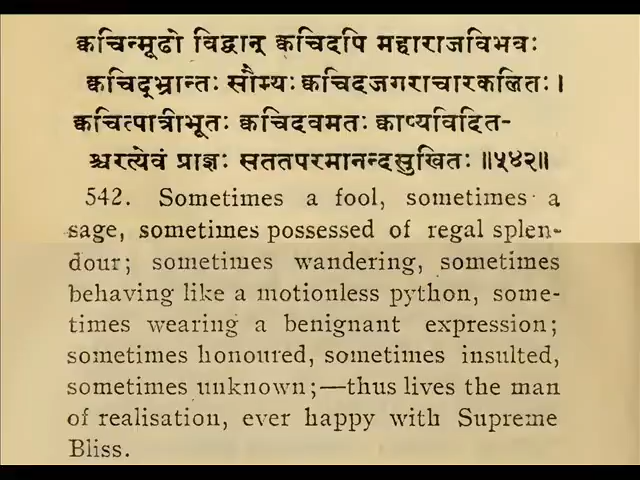 क्वचिन्मूढो विद्वान् क्वचिदपि महाराजविभवः
क्वचिद्भ्रान्तः सौम्यः क्वचिदजगराचारकलितः ।
क्वचित्पात्रीभूतः क्वचिदवमतः क्वाप्यविदित-
श्चरत्येवं प्राज्ञः सततपरमानन्दसुखितः ॥५४२॥
542. Sometimes a fool, sometimes a
sage, sometimes possessed of regal splen-
dour; sometimes wandering, sometimes
behaving like a motionless python, some-
times wearing a benignant expression;
sometimes honoured, sometimes insulted,
sometimes unknown;—thus lives the man
of realisation, ever happy with Supreme
Bliss.